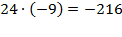 24 · (−9) = −216